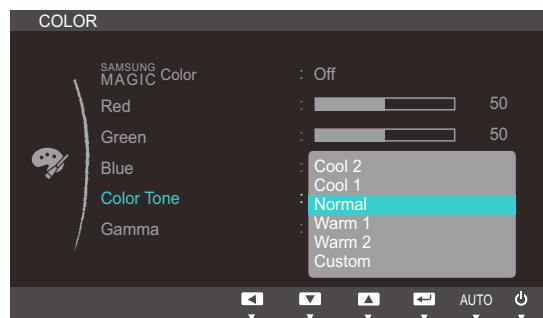 COLOR
SAMSUNG
MAGIC Color : Off
Red : 50
Green : 50
Blue :
Color Tone :
Gamma :
Cool 2
Cool 1
Normal
Warm 1
Warm 2
Custom
AUTO